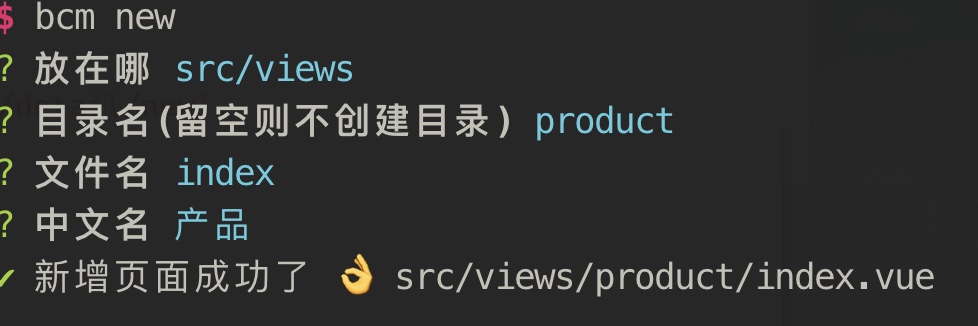 $ bcm new
? 放在哪 src/views
? 目录名(留空则不创建目录) product
? 文件名 index
? 中文名 产品
✔ 新增页面成功了 👌 src/views/product/index.vue